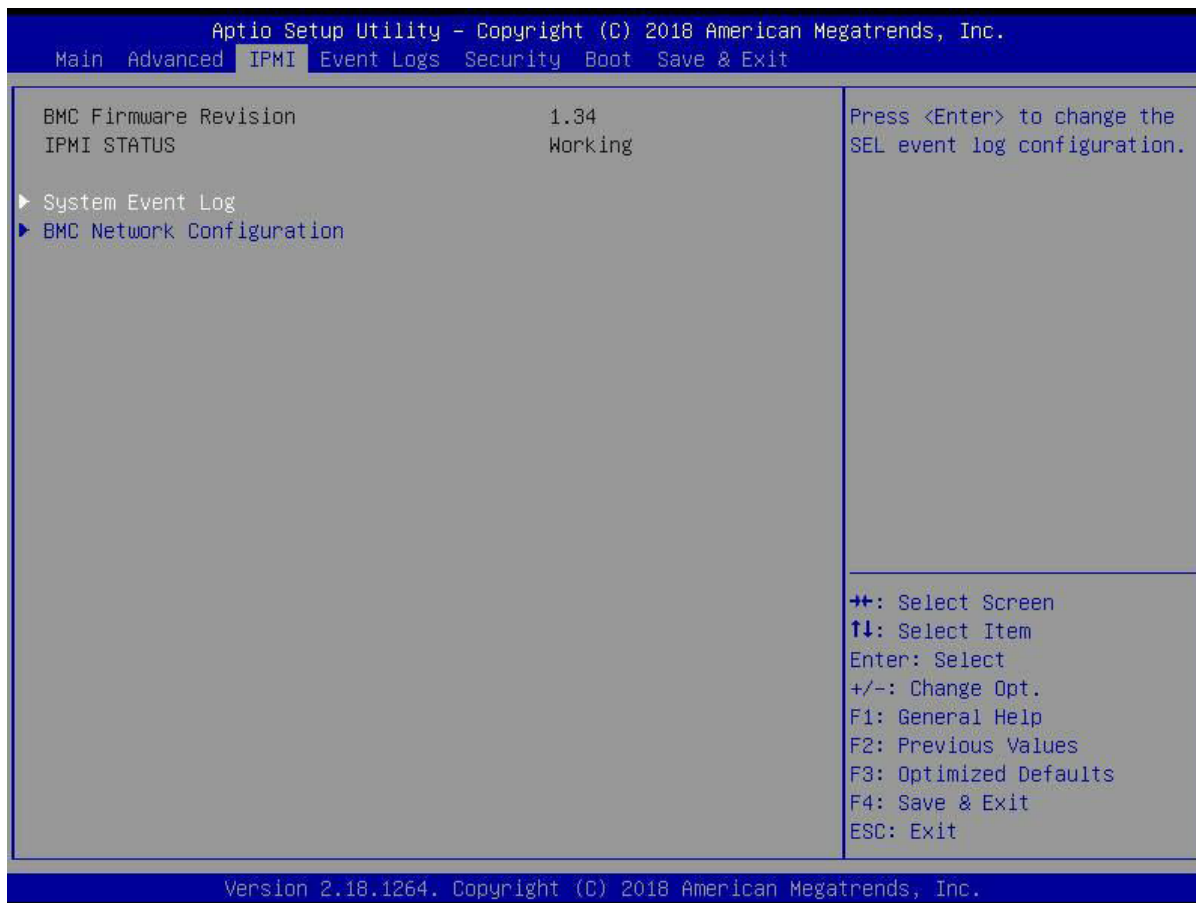 Aptio Setup Utility – Copyright (C) 2018 American Megatrends, Inc.
Main Advanced IPMI Event Logs Security Boot Save & Exit
BMC Firmware Revision 1.34
IPMI STATUS Working
▶ System Event Log
▶ BMC Network Configuration
Press <Enter> to change the
SEL event log configuration.
→←: Select Screen
↑↓: Select Item
Enter: Select
+/-: Change Opt.
F1: General Help
F2: Previous Values
F3: Optimized Defaults
F4: Save & Exit
ESC: Exit
Version 2.18.1264. Copyright (C) 2018 American Megatrends, Inc.